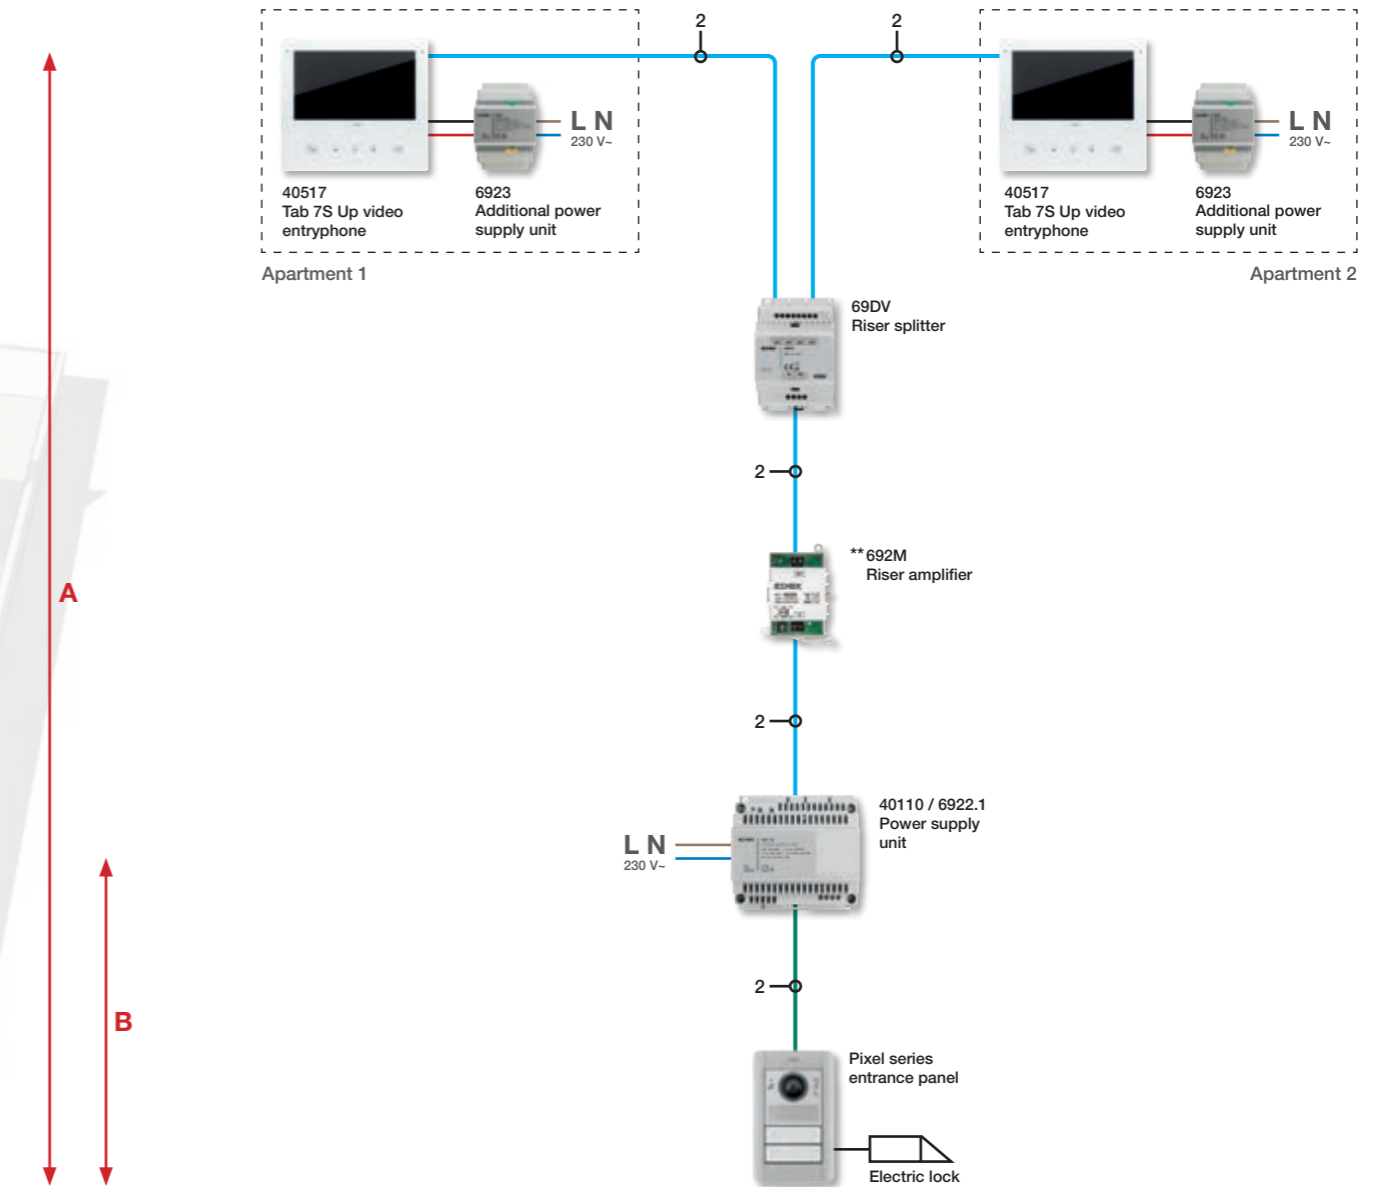 2
2
L N
230 V~
L N
230 V~
40517
Tab 7S Up video
entryphone
6923
Additional power
supply unit
40517
Tab 7S Up video
entryphone
6923
Additional power
supply unit
Apartment 1
Apartment 2
69DV
Riser splitter
2
**692M
Riser amplifier
A
2
40110 / 6922.1
Power supply
unit
L N
230 V~
2
B
Pixel series
entrance panel
Electric lock